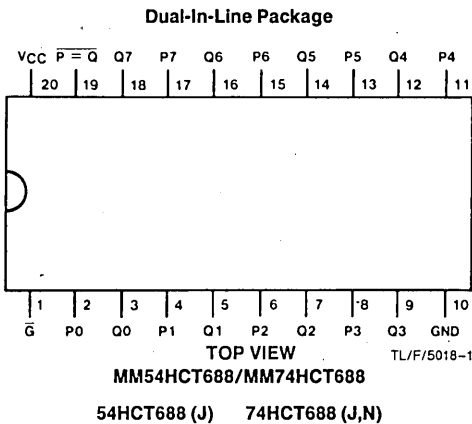 Dual-In-Line Package
VCC P = Q Q7 P7 Q6 P6 Q5 P5 Q4 P4
20 19 18 17 16 15 14 13 12 11
1 2 3 4 5 6 7 8 9 10
G P0 Q0 P1 Q1 P2 Q2 P3 Q3 GND
TOP VIEW
TL/F/5018-1
MM54HCT688/MM74HCT688
54HCT688 (J) 74HCT688 (J,N)